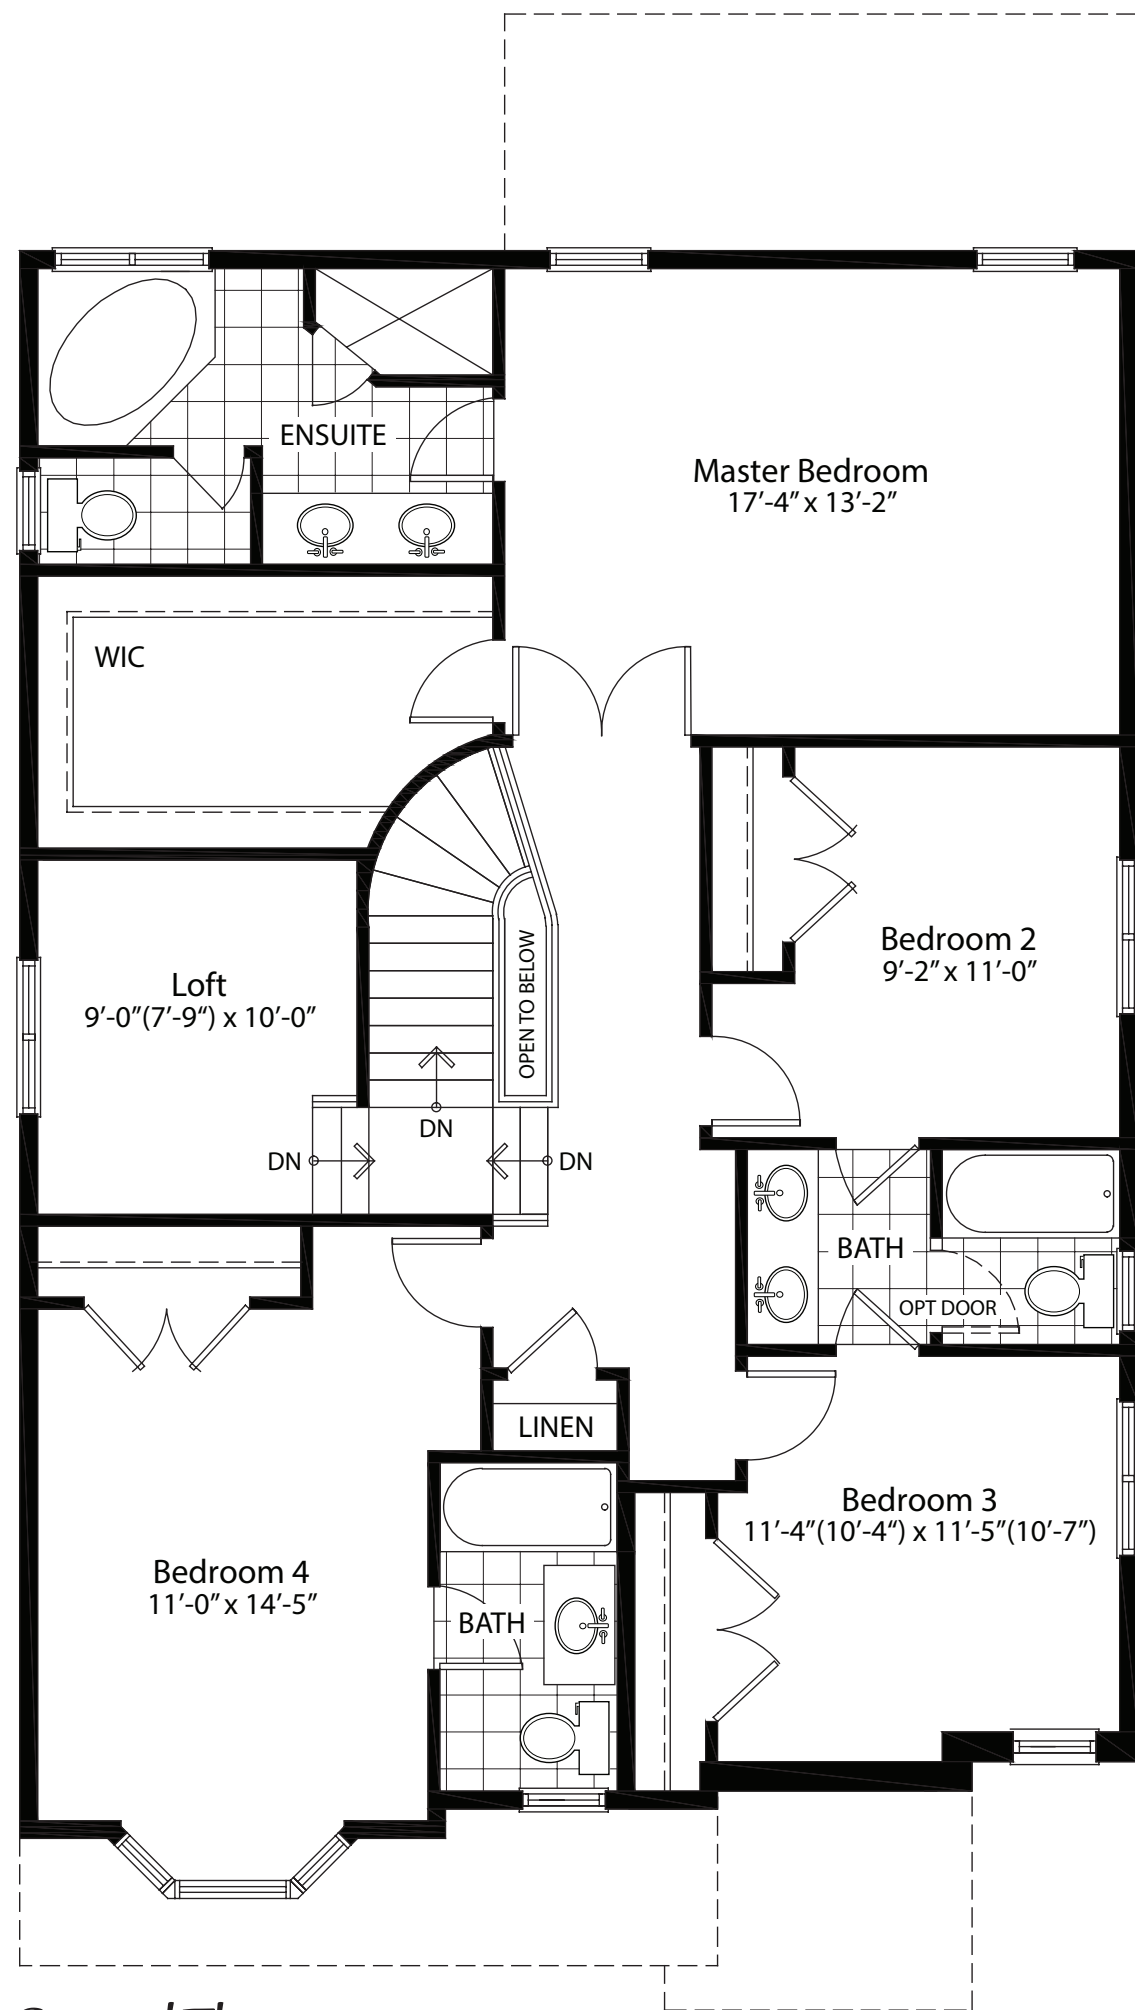 ENSUITE
Master Bedroom
17'-4" x 13'-2"
WIC
Bedroom 2
9'-2" x 11'-0"
OPEN TO BELOW
Loft
9'-0"(7'-9“) x 10'-0"
DN
DN
DN
BATH
OPT DOOR
LINEN
Bedroom 3
11'-4"(10'-4“) x 11'-5"(10'-7")
Bedroom 4
11'-0" x 14'-5"
BATH